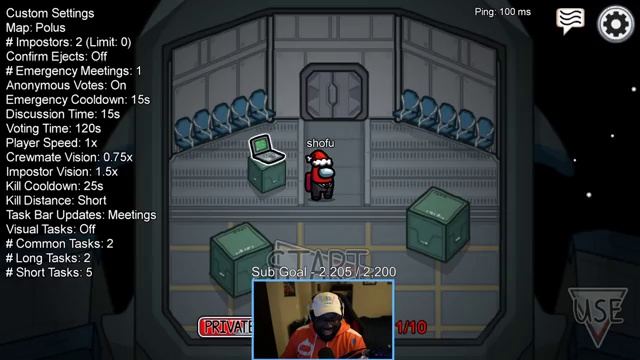 Custom Settings
Map: Polus
# Impostors: 2 (Limit: 0)
Confirm Ejects: Off
# Emergency Meetings: 1
Anonymous Votes: On
Emergency Cooldown: 15s
Discussion Time: 15s
Voting Time: 120s
Player Speed: 1x
Crewmate Vision: 0.75x
Impostor Vision: 1.5x
Kill Cooldown: 25s
Kill Distance: Short
Task Bar Updates: Meetings
Visual Tasks: Off
# Common Tasks: 2
# Long Tasks: 2
# Short Tasks: 5
Ping: 100 ms
shofu
START
Sub Goal - 2,205 / 2,200
PRIVATE
1/10
USE